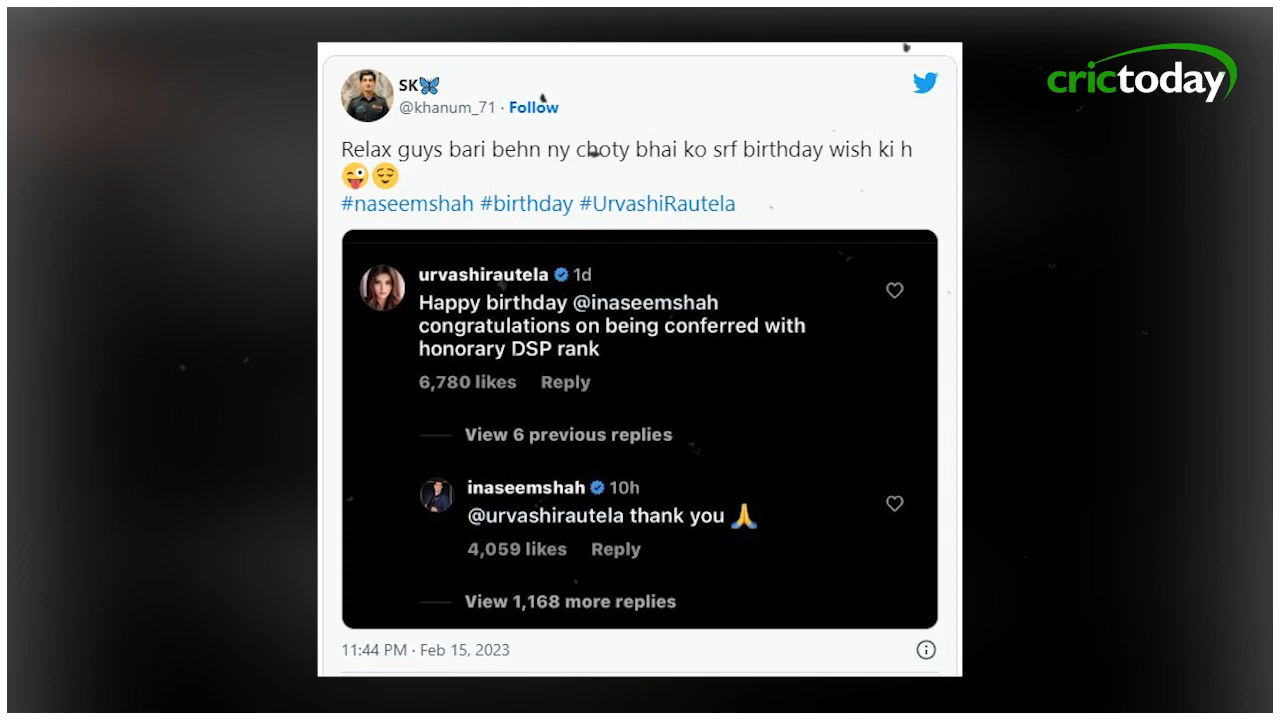 crictoday
SK🦋
@khanum_71 · Follow
Relax guys bari behn ny choty bhai ko srf birthday wish ki h
😜😌
#naseemshah #birthday #UrvashiRautela
urvashirautela 1d
Happy birthday @inaseemshah
congratulations on being conferred with
honorary DSP rank
6,780 likes Reply
View 6 previous replies
inaseemshah 10h
@urvashirautela thank you 🙏
4,059 likes Reply
View 1,168 more replies
11:44 PM · Feb 15, 2023